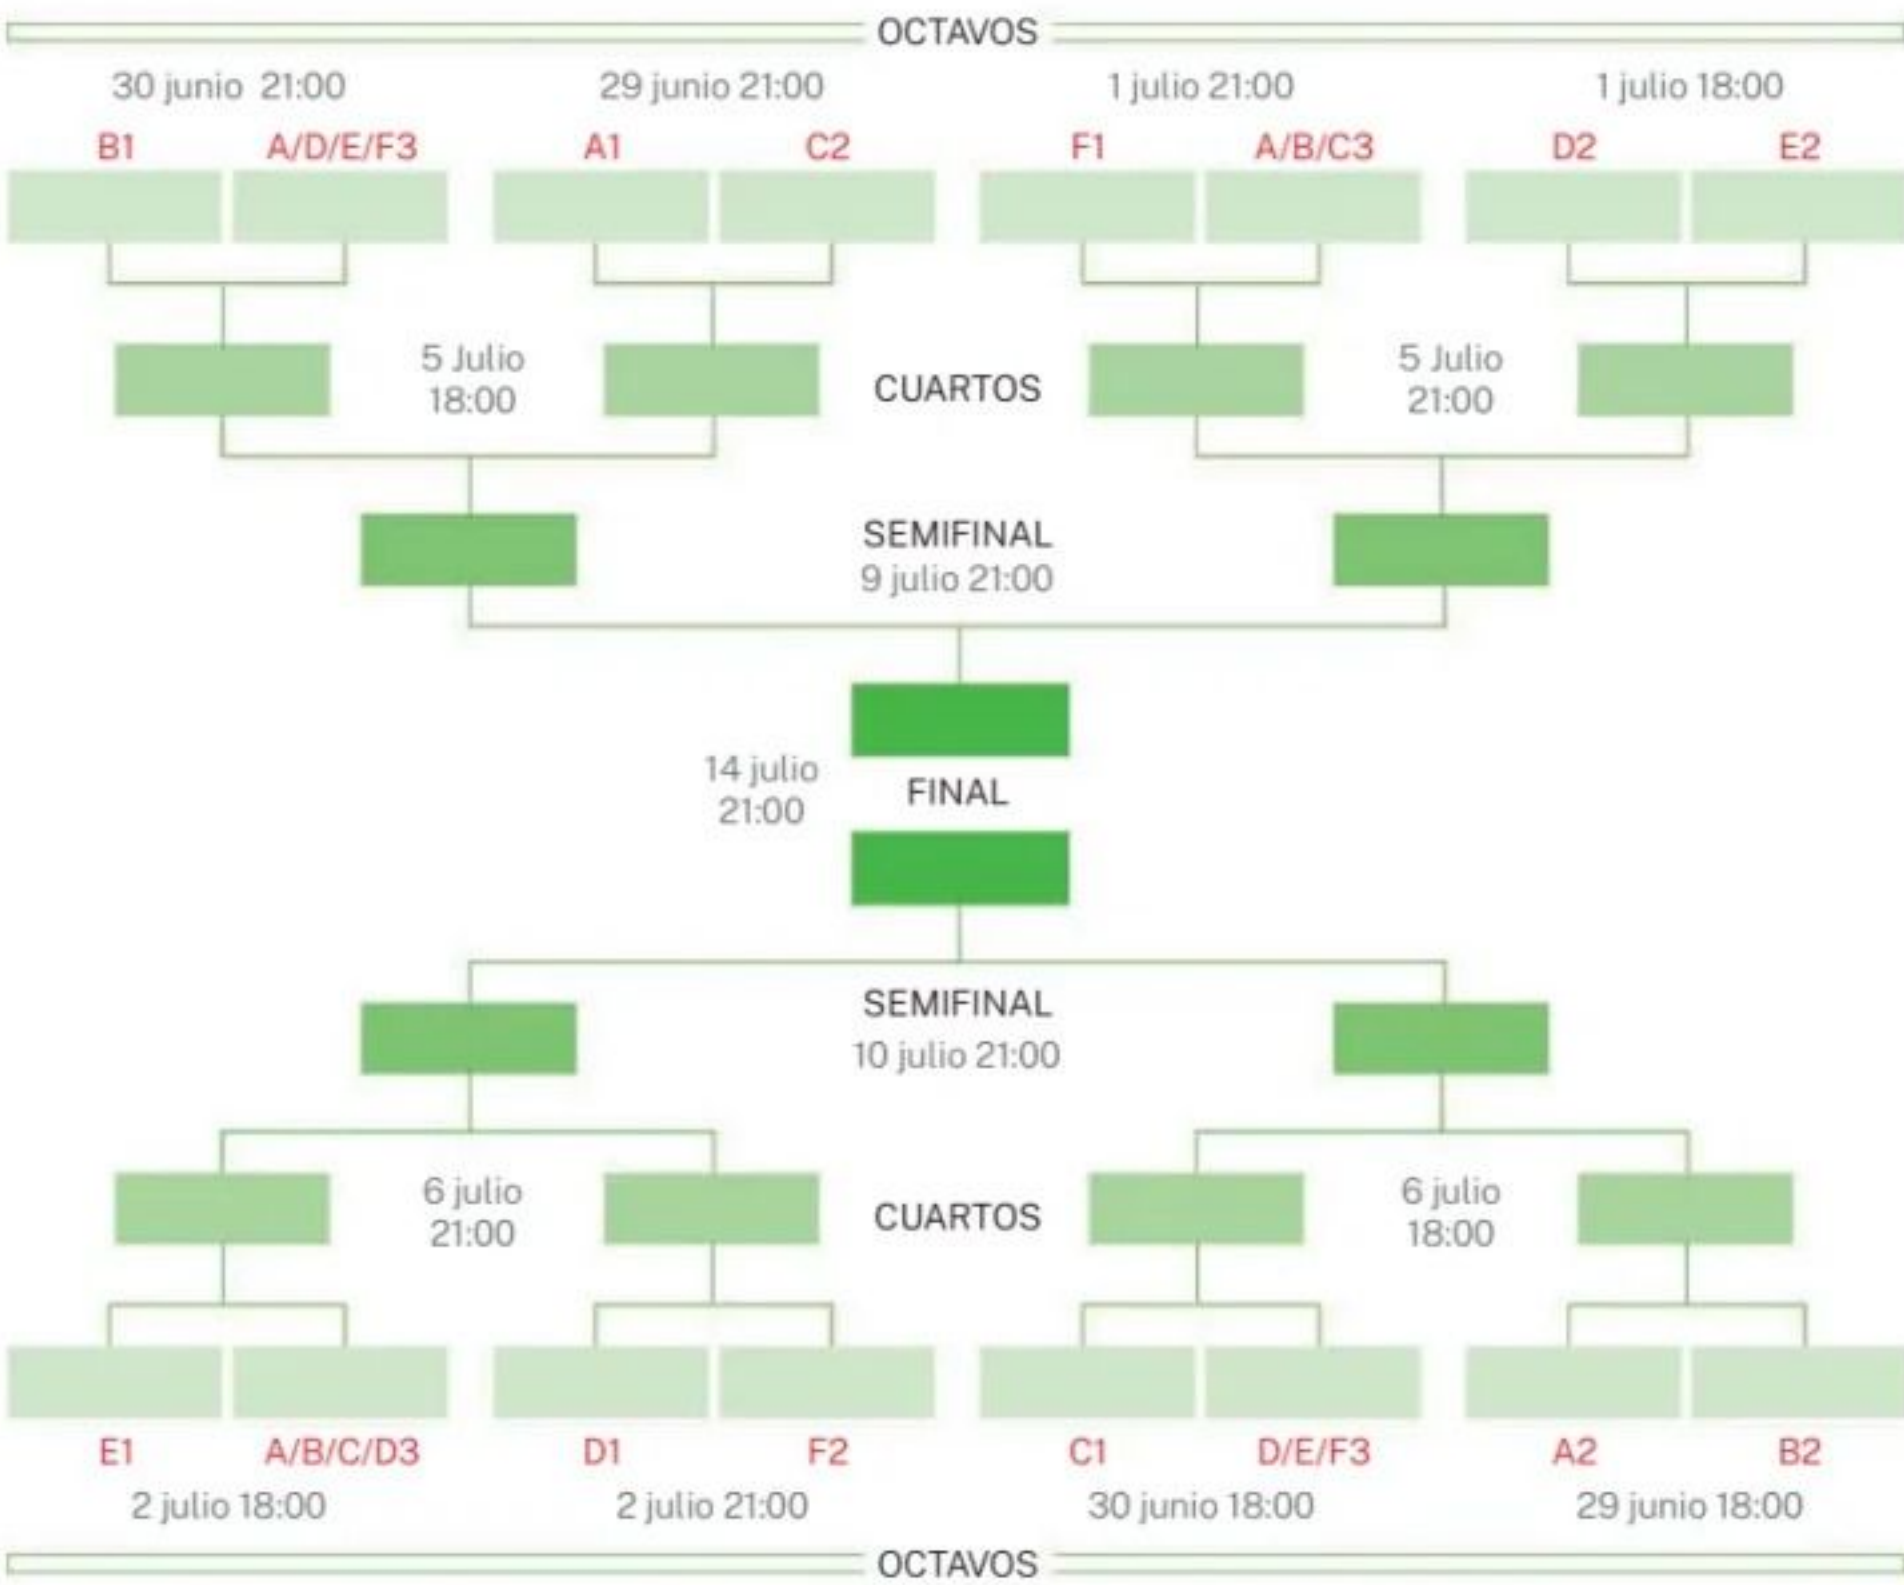 OCTAVOS
30 junio 21:00
29 junio 21:00
1 julio 21:00
1 julio 18:00
B1
A/D/E/F3
A1
C2
F1
A/B/C3
D2
E2
5 Julio
18:00
CUARTOS
5 Julio
21:00
SEMIFINAL
9 julio 21:00
14 julio
21:00
FINAL
SEMIFINAL
10 julio 21:00
6 julio
21:00
CUARTOS
6 julio
18:00
E1
A/B/C/D3
D1
F2
C1
D/E/F3
A2
B2
2 julio 18:00
2 julio 21:00
30 junio 18:00
29 junio 18:00
OCTAVOS